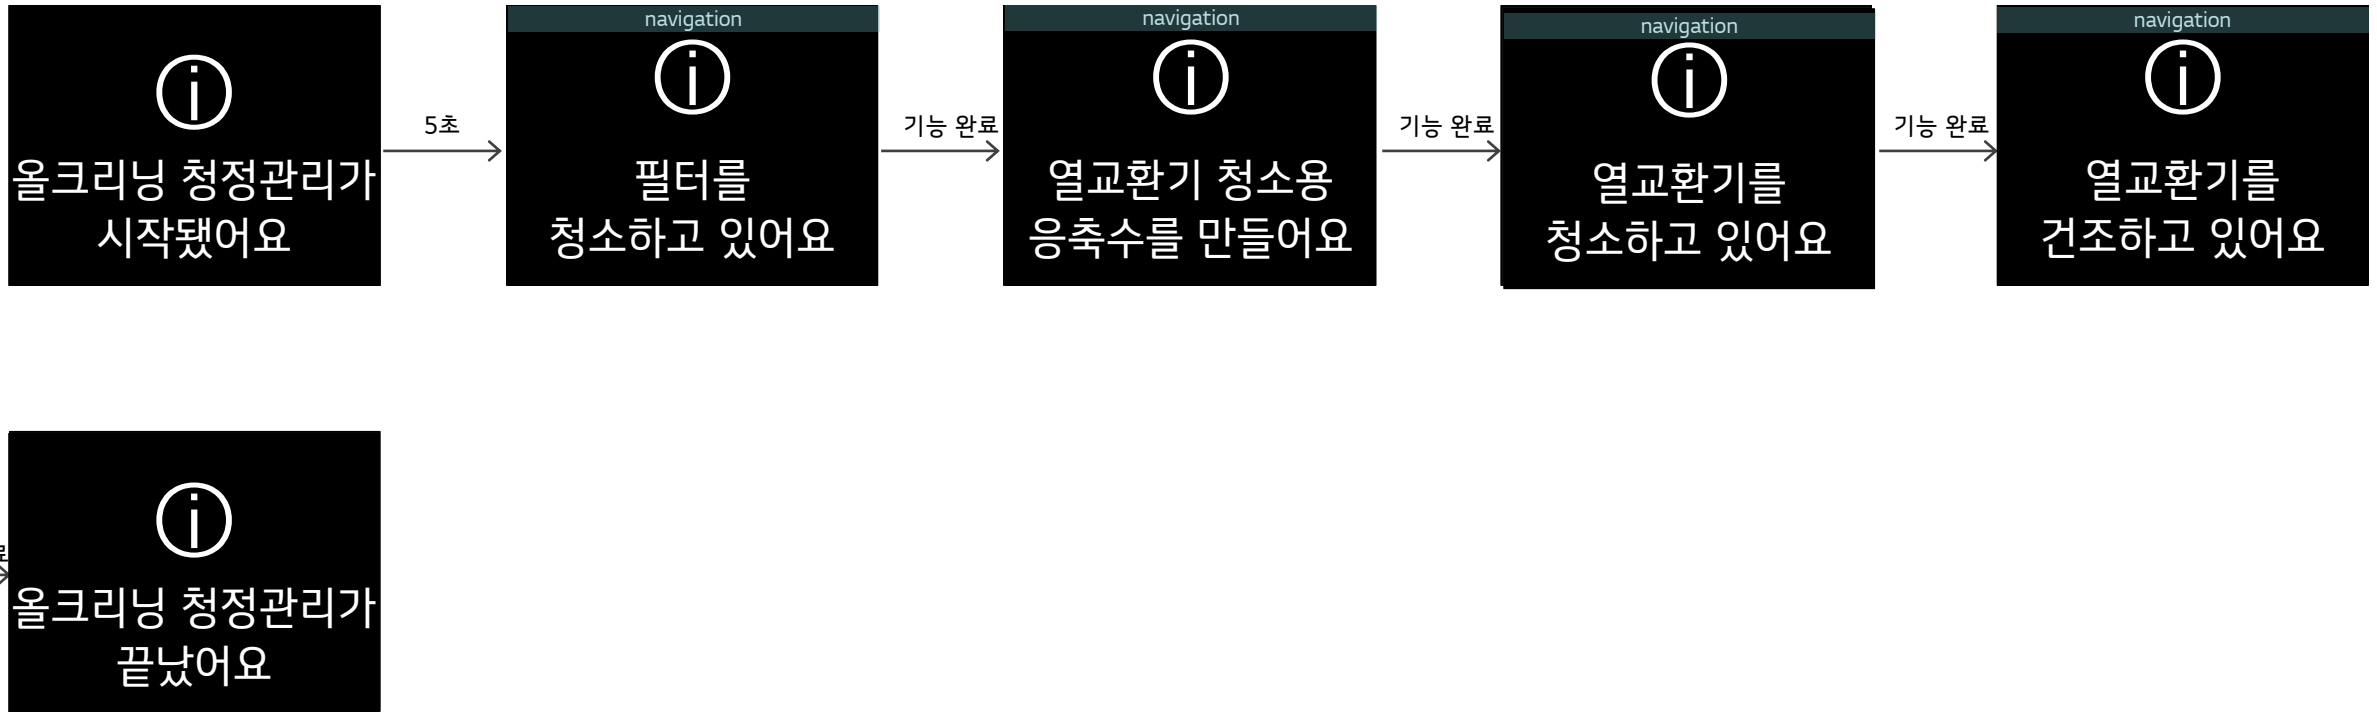 올크리닝 청정관리가
시작됐어요
5초
navigation
필터를
청소하고 있어요
기능 완료
navigation
열교환기 청소용
응축수를 만들어요
기능 완료
navigation
열교환기를
청소하고 있어요
기능 완료
navigation
열교환기를
건조하고 있어요
올크리닝 청정관리가
끝났어요